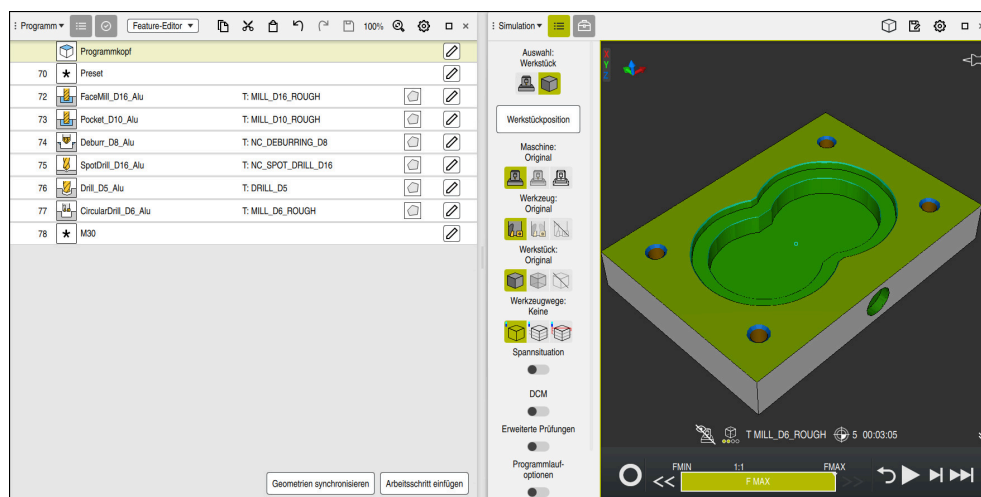 Programm
Feature-Editor
100%
Programmkopf
70 Preset
72 FaceMill_D16_Alu T: MILL_D16_ROUGH
73 Pocket_D10_Alu T: MILL_D10_ROUGH
74 Deburr_D8_Alu T: NC_DEBURRING_D8
75 SpotDrill_D16_Alu T: NC_SPOT_DRILL_D16
76 Drill_D5_Alu T: DRILL_D5
77 CircularDrill_D6_Alu T: MILL_D6_ROUGH
78 M30
Geometrien synchronisieren
Arbeitsschritt einfügen
Simulation
Auswahl:
Werkstück
Werkstückposition
Maschine:
Original
Werkzeug:
Original
Werkstück:
Original
Werkzeugwege:
Keine
Spannsituation
DCM
Erweiterte Prüfungen
Programmlauf-
optionen
X
Y
Z
T MILL_D6_ROUGH 5 00:03:05
FMIN 1:1 FMAX
F MAX